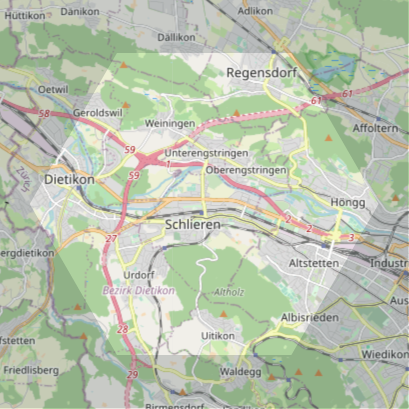 Hüttikon
Dänikon
Adlikon
Dällikon
Regensdorf
Oetwil
61
61
58
Geroldswil
Weiningen
Affoltern
59
Unterengstringen
1
59
Oberengstringen
Dietikon
Höngg
2
2
Schlieren
3
27
ergdietikon
Altstetten
Industr
Urdorf
Bezirk Dietikon
Altholz
Aus
Albisrieden
28
fstetten
Uitikon
Wiedikon
Friedlisberg
29
Waldegg
Birmensdorf